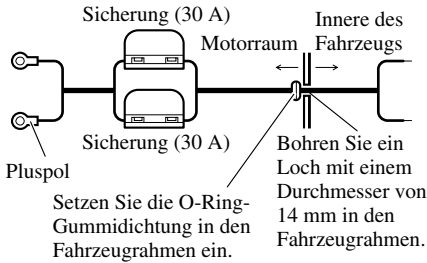 Sicherung (30 A)
Motorraum
Innere des
Fahrzeugs
Sicherung (30 A)
Pluspol
Setzen Sie die O-Ring-
Gummidichtung in den
Fahrzeugrahmen ein.
Bohren Sie ein
Loch mit einem
Durchmesser von
14 mm in den
Fahrzeugrahmen.